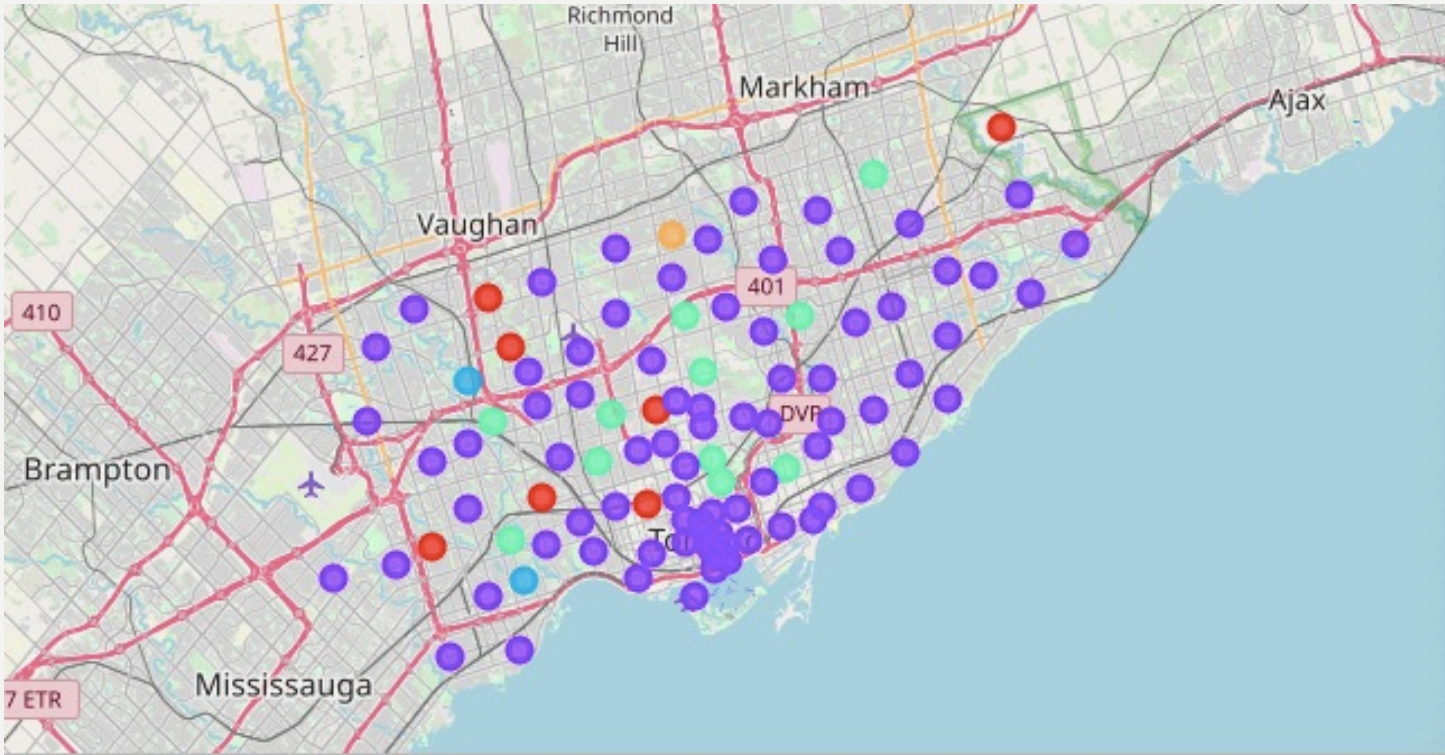 Richmond
Hill
Markham
Ajax
Vaughan
401
410
427
DVP
Brampton
Mississauga
7 ETR